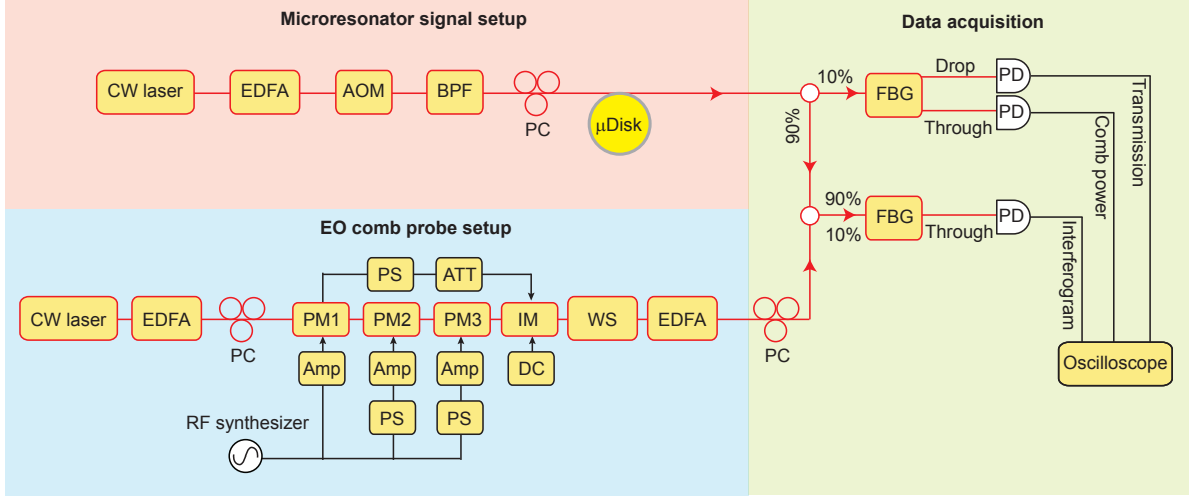 Microresonator signal setup
CW laser
EDFA
AOM
BPF
PC
μDisk
EO comb probe setup
CW laser
EDFA
PC
PS
ATT
PM1
PM2
PM3
IM
WS
EDFA
PC
Amp
Amp
Amp
DC
PS
PS
RF synthesizer
Data acquisition
10%
90%
FBG
Drop
Through
PD
PD
90%
10%
FBG
Through
PD
Transmission
Comb power
Interferogram
Oscilloscope